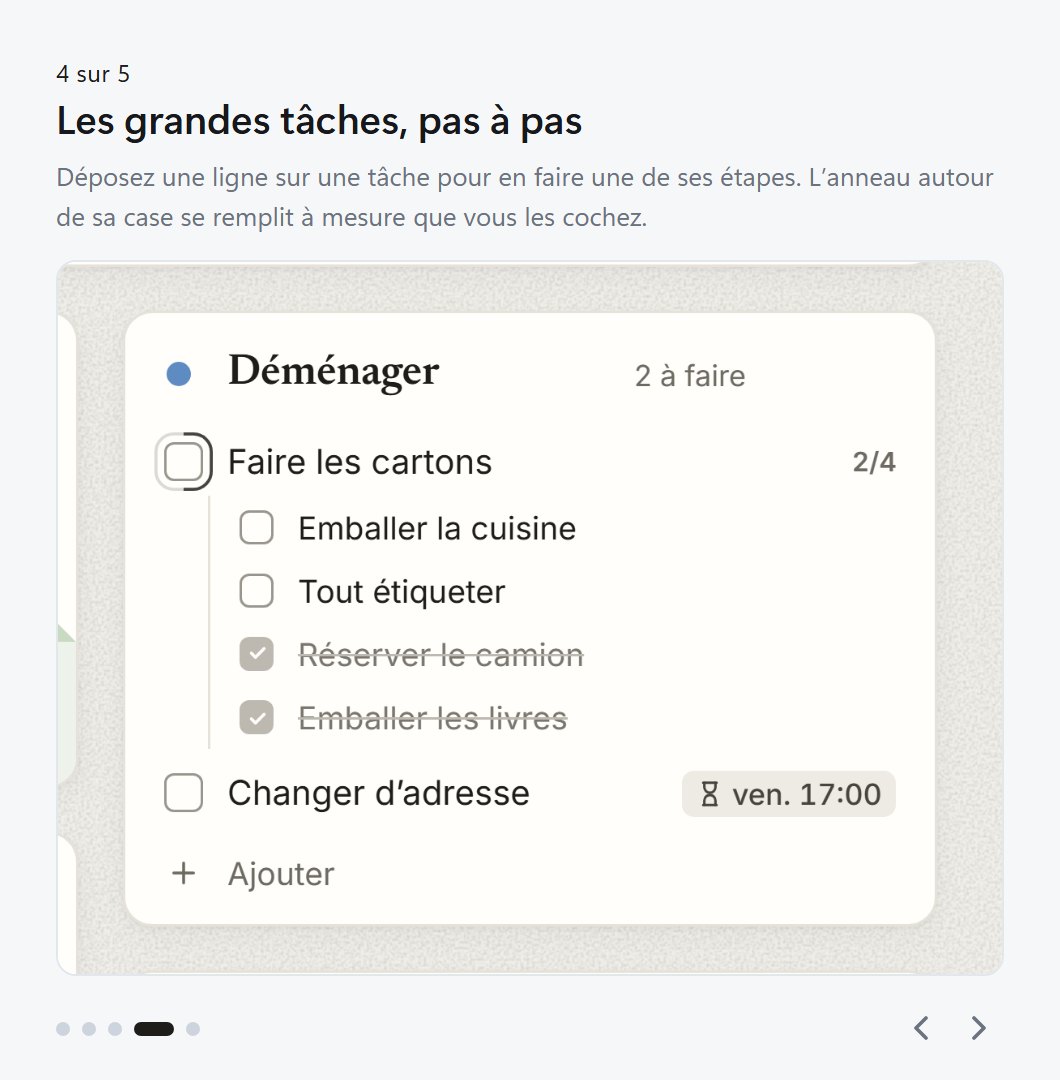 4 sur 5
Les grandes tâches, pas à pas
Déposez une ligne sur une tâche pour en faire une de ses étapes. L’anneau autour
de sa case se remplit à mesure que vous les cochez.
Déménager 2 à faire
Faire les cartons 2/4
Emballer la cuisine
Tout étiqueter
Réserver le camion
Emballer les livres
Changer d’adresse ven. 17:00
+ Ajouter